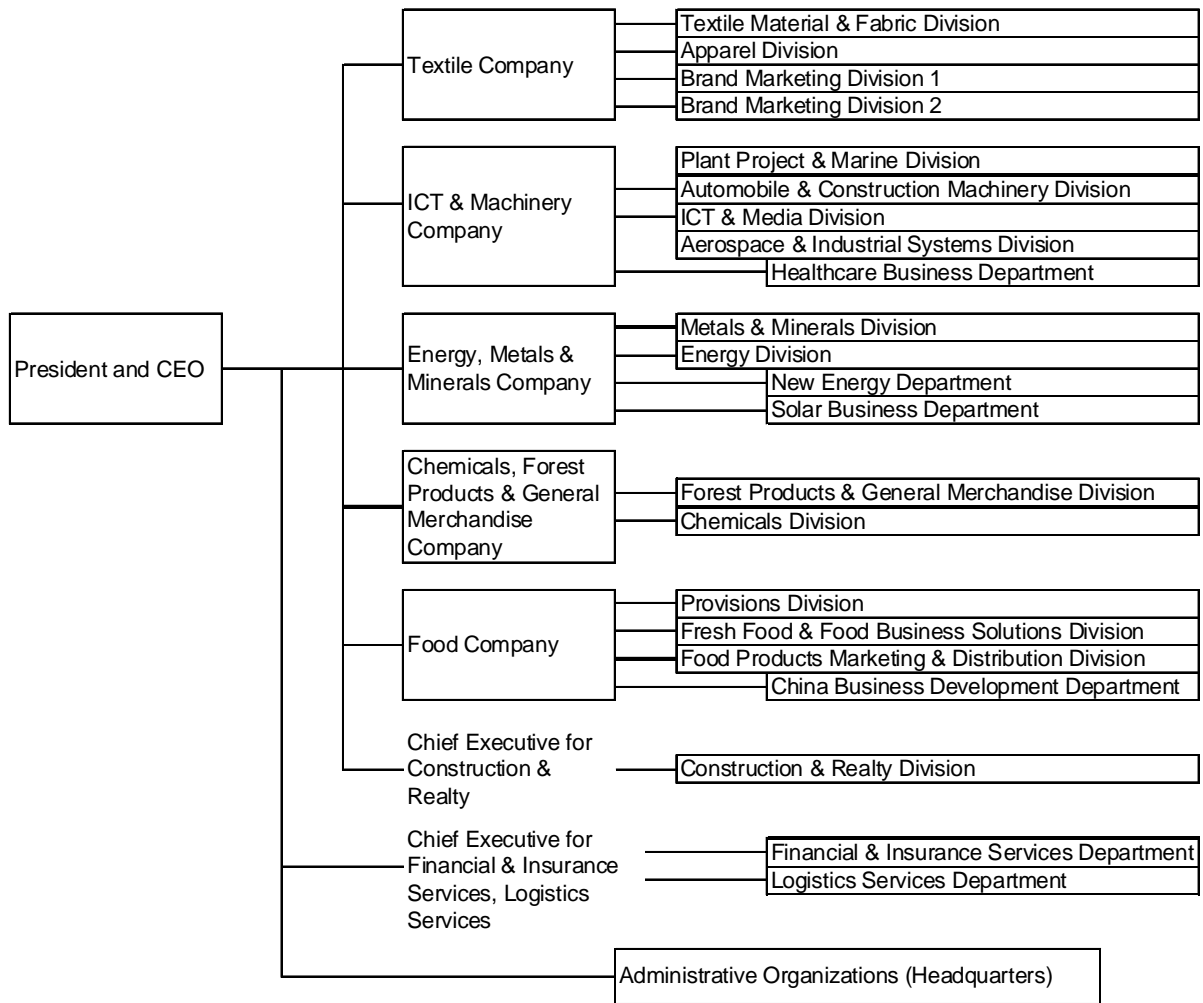 President and CEO
Textile Company
Textile Material & Fabric Division
Apparel Division
Brand Marketing Division 1
Brand Marketing Division 2
ICT & Machinery
Company
Plant Project & Marine Division
Automobile & Construction Machinery Division
ICT & Media Division
Aerospace & Industrial Systems Division
Healthcare Business Department
Energy, Metals &
Minerals Company
Metals & Minerals Division
Energy Division
New Energy Department
Solar Business Department
Chemicals, Forest
Products & General
Merchandise
Company
Forest Products & General Merchandise Division
Chemicals Division
Food Company
Provisions Division
Fresh Food & Food Business Solutions Division
Food Products Marketing & Distribution Division
China Business Development Department
Chief Executive for
Construction &
Realty
Construction & Realty Division
Chief Executive for
Financial & Insurance
Services, Logistics
Services
Financial & Insurance Services Department
Logistics Services Department
Administrative Organizations (Headquarters)